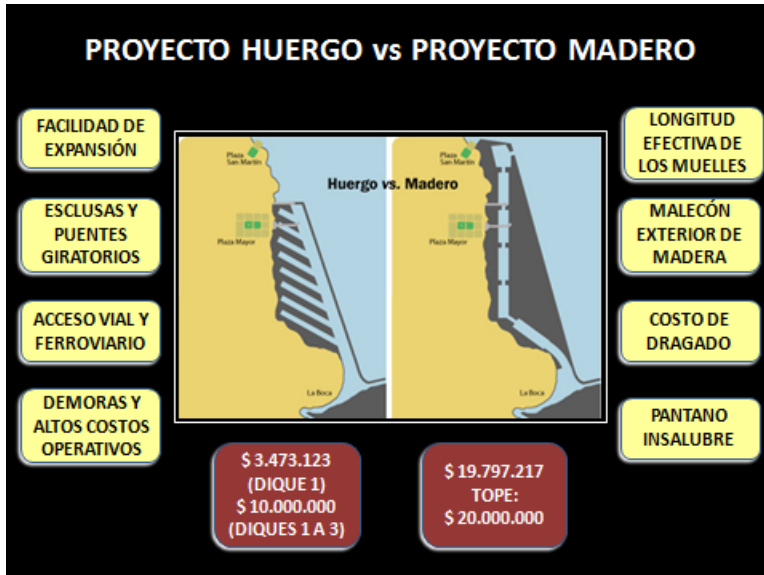 PROYECTO HUERGO vs PROYECTO MADERO
FACILIDAD DE
EXPANSIÓN
ESCLUSAS Y
PUENTES
GIRATORIOS
ACCESO VIAL Y
FERROVIARIO
DEMORAS Y
ALTOS COSTOS
OPERATIVOS
Huergo vs. Madero
Plaza
San Martín
Plaza Mayor
La Boca
Plaza
San Martín
Plaza Mayor
La Boca
LONGITUD
EFECTIVA DE
LOS MUELLES
MALECÓN
EXTERIOR DE
MADERA
COSTO DE
DRAGADO
PANTANO
INSALUBRE
$ 3.473.123
(DIQUE 1)
$ 10.000.000
(DIQUES 1 A 3)
$ 19.797.217
TOPE:
$ 20.000.000